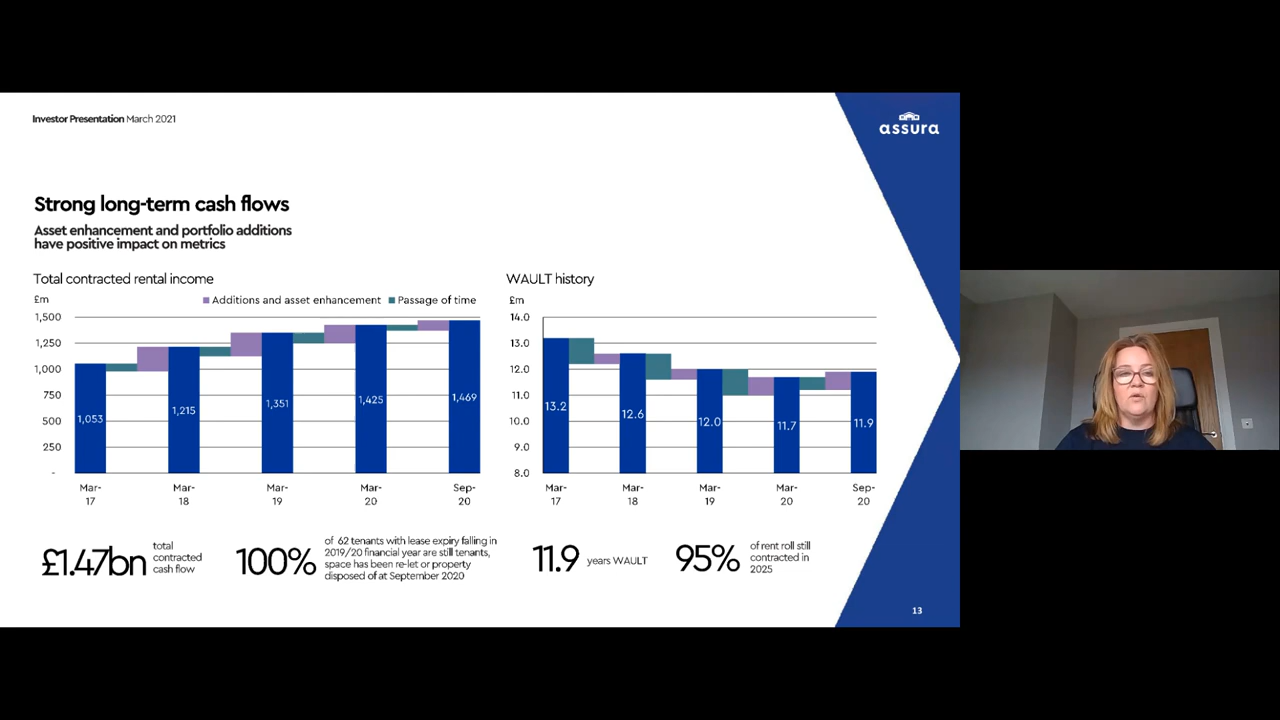 Investor Presentation March 2021
assura
Strong long-term cash flows
Asset enhancement and portfolio additions
have positive impact on metrics
Total contracted rental income
£m
Additions and asset enhancement
Passage of time
1,500
1,250
1,000
750
500
250
-
1,053
1,215
1,351
1,425
1,469
Mar-
17
Mar-
18
Mar-
19
Mar-
20
Sep-
20
WAULT history
£m
14.0
13.0
12.0
11.0
10.0
9.0
8.0
13.2
12.6
12.0
11.7
11.9
Mar-
17
Mar-
18
Mar-
19
Mar-
20
Sep-
20
£1.47bn
total
contracted
cash flow
100%
of 62 tenants with lease expiry falling in
2019/20 financial year are still tenants,
space has been re-let or property
disposed of at September 2020
11.9 years WAULT
95%
of rent roll still
contracted in
2025
13